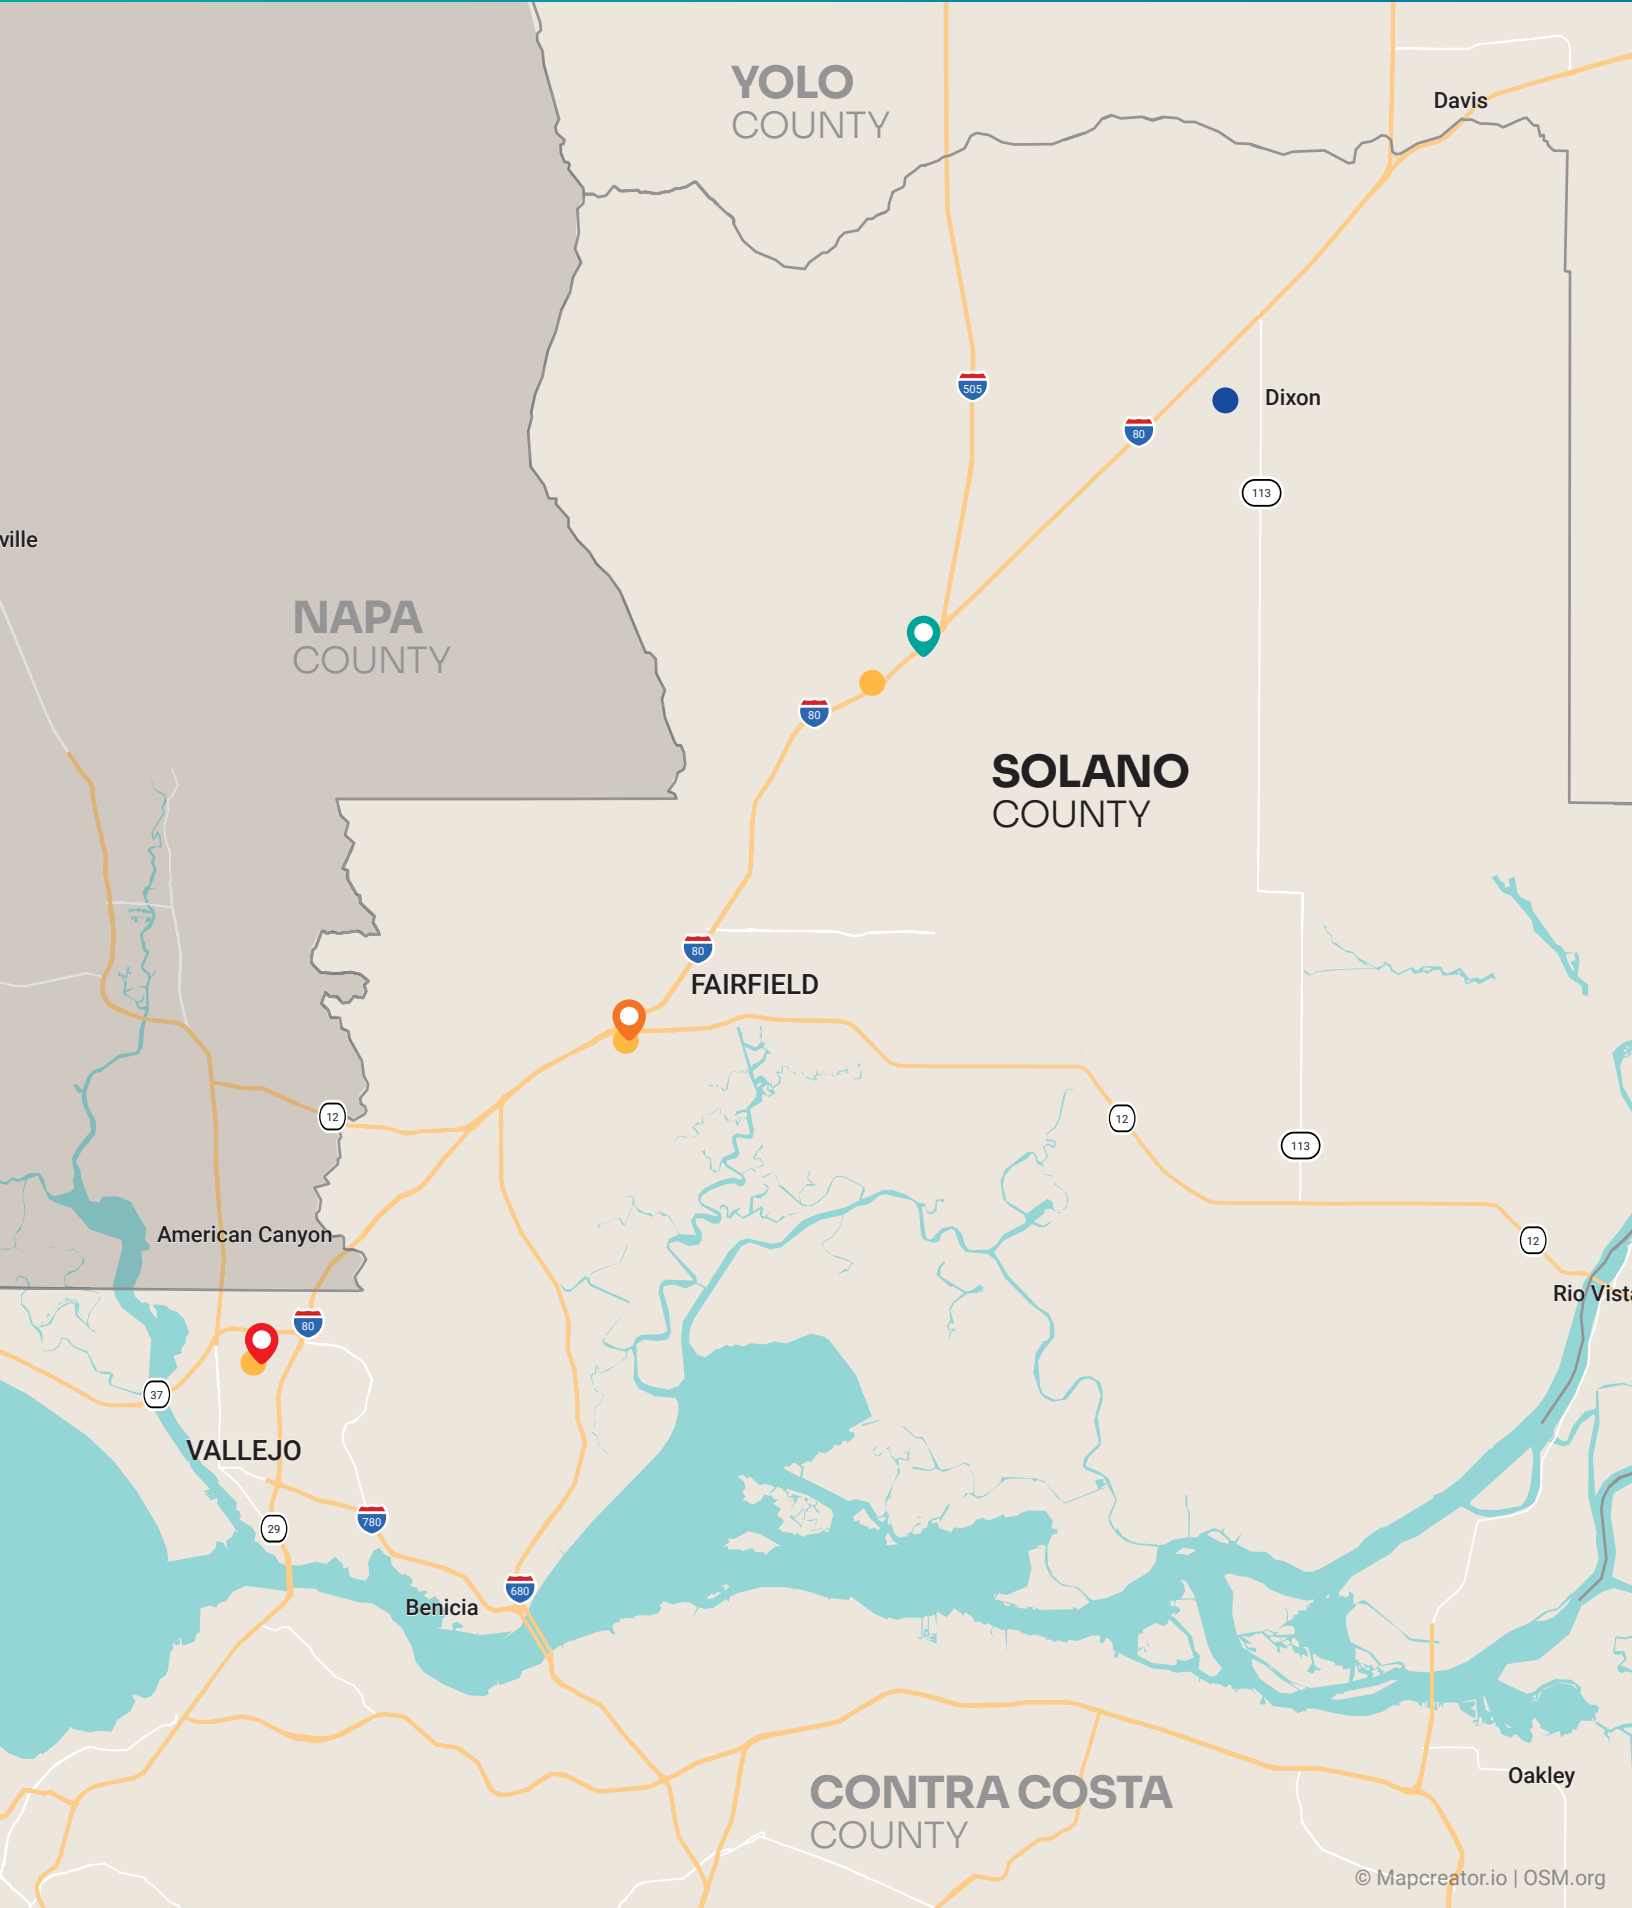 YOLO
COUNTY
Davis
505
80
Dixon
113
ville
NAPA
COUNTY
80
SOLANO
COUNTY
80
FAIRFIELD
12
12
113
American Canyon
12
Rio Vista
80
37
VALLEJO
780
29
680
Benicia
CONTRA COSTA
COUNTY
Oakley
© Mapcreator.io | OSM.org